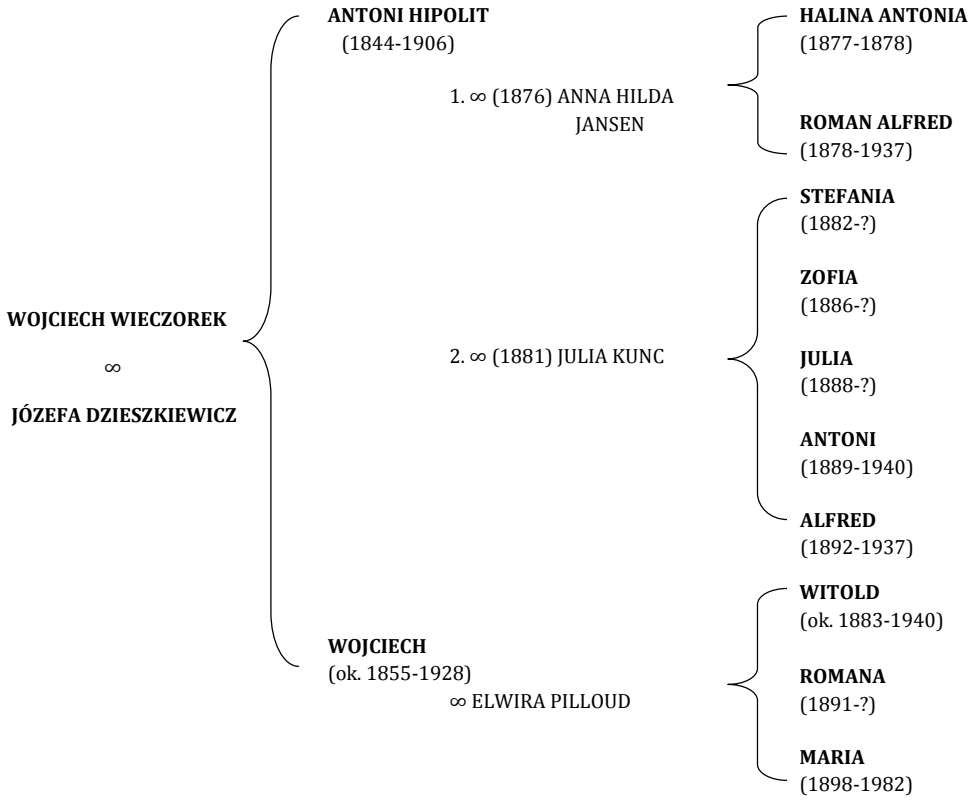 WOJCIECH WIECZOREK
∞
JÓZEFA DZIESZKIEWICZ
ANTONI HIPOLIT
(1844-1906)
1. ∞ (1876) ANNA HILDA
JANSEN
HALINA ANTONIA
(1877-1878)
ROMAN ALFRED
(1878-1937)
2. ∞ (1881) JULIA KUNC
STEFANIA
(1882-?)
ZOFIA
(1886-?)
JULIA
(1888-?)
ANTONI
(1889-1940)
ALFRED
(1892-1937)
WOJCIECH
(ok. 1855-1928)
∞ ELWIRA PILLOUD
WITOLD
(ok. 1883-1940)
ROMANA
(1891-?)
MARIA
(1898-1982)